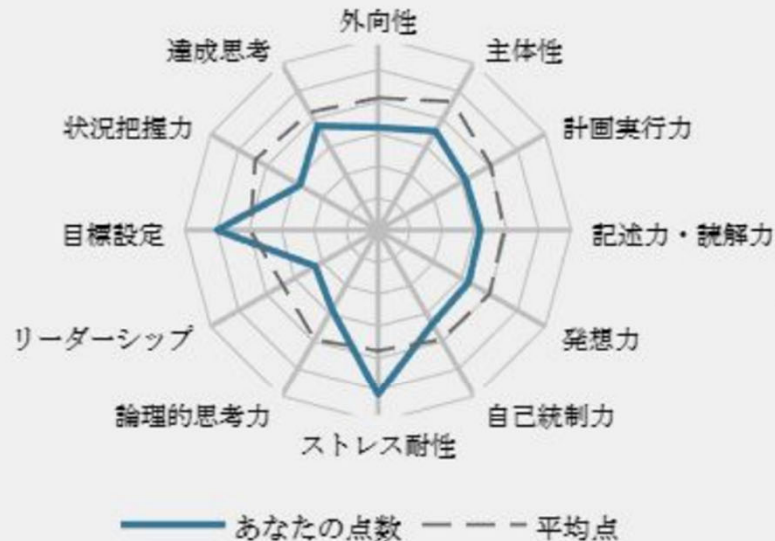 外向性
主体性
計画実行力
記述力・読解力
発想力
自己統制力
ストレス耐性
論理的思考力
リーダーシップ
目標設定
状況把握力
達成思考
あなたの点数
平均点